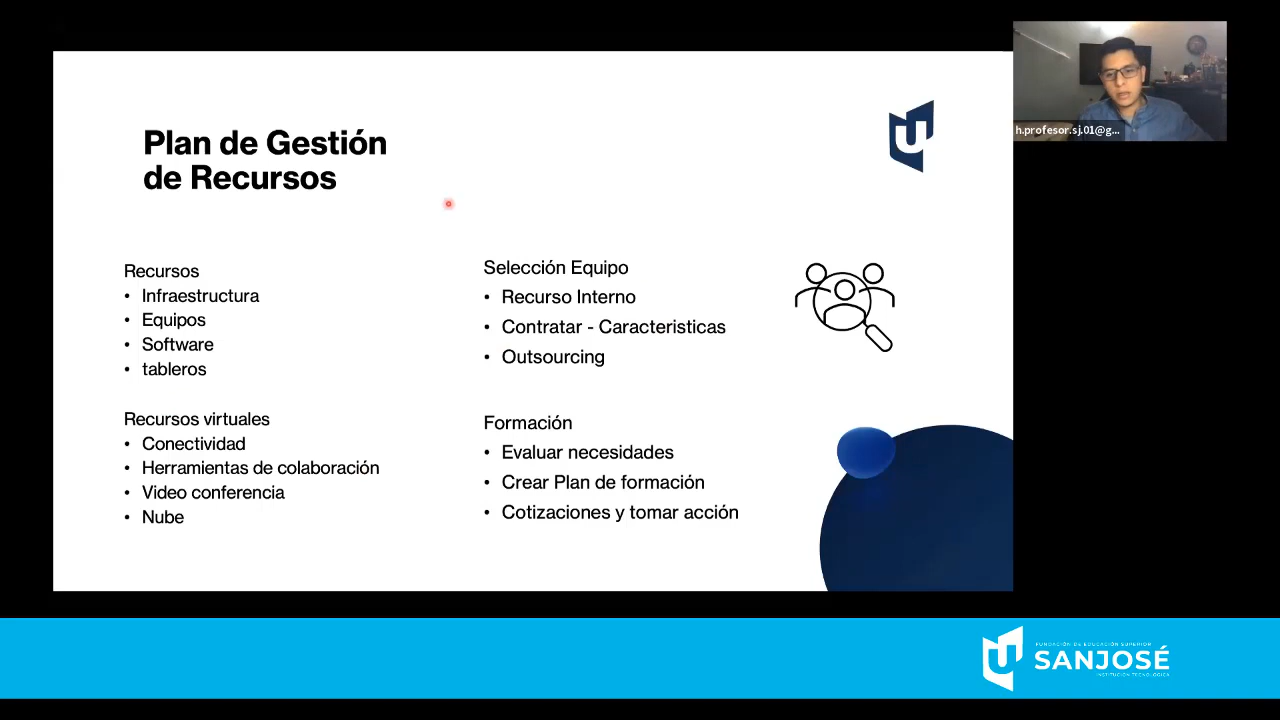 Plan de Gestión
de Recursos
Recursos
• Infraestructura
• Equipos
• Software
• tableros
Recursos virtuales
• Conectividad
• Herramientas de colaboración
• Video conferencia
• Nube
Selección Equipo
• Recurso Interno
• Contratar - Caracteristicas
• Outsourcing
Formación
• Evaluar necesidades
• Crear Plan de formación
• Cotizaciones y tomar acción
h.profesor.sj.01@g...
FUNDACIÓN DE EDUCACIÓN SUPERIOR
SANJOSÉ
INSTITUCIÓN TECNOLÓGICA